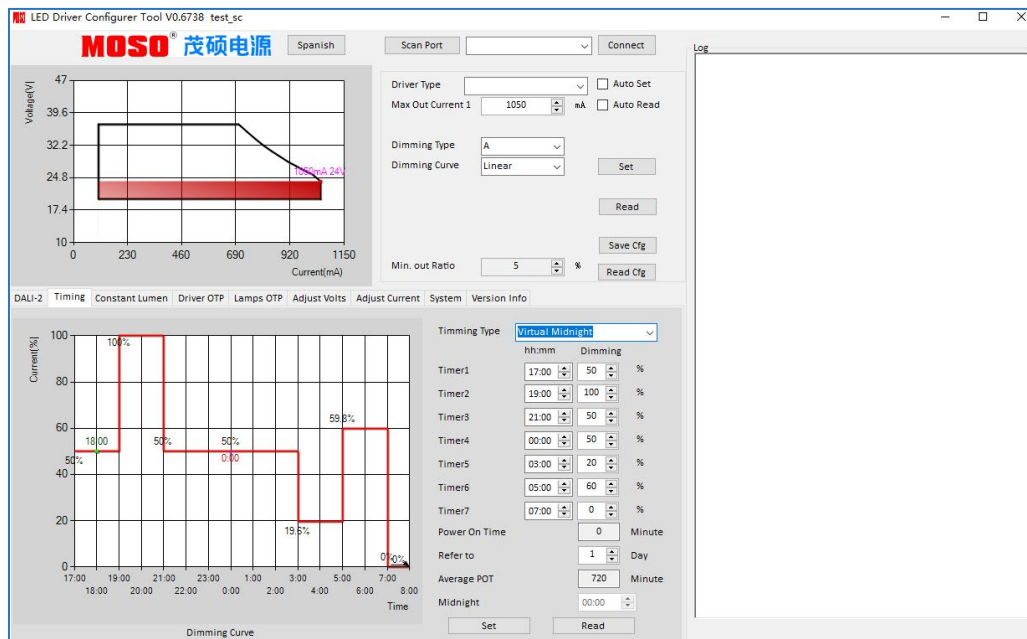 MOSO LED Driver Configurer Tool V0.6738 test_sc
MOSO® 茂硕电源
Spanish
Scan Port
Connect
Log
Voltage(V)
47
39.6
32.2
24.8
17.4
10
1050mA 24V
0 230 460 690 920 1150
Current(mA)
Driver Type
Auto Set
Max Out Current 1 1050 mA
Auto Read
Dimming Type A
Dimming Curve Linear
Set
Read
Save Cfg
Min. out Ratio 5 %
Read Cfg
DALI-2 Timing Constant Lumen Driver OTP Lamps OTP Adjust Volts Adjust Current System Version Info
Current[%]
100
80
60
40
20
0
100%
59.8%
18:00
50%
50%
50%
0:00
19.6%
0%
0%
17:00 19:00 21:00 23:00 1:00 3:00 5:00 7:00
18:00 20:00 22:00 0:00 2:00 4:00 6:00 8:00
Time
Dimming Curve
Timming Type Virtual Midnight
hh:mm Dimming
Timer1 17:00 50 %
Timer2 19:00 100 %
Timer3 21:00 50 %
Timer4 00:00 50 %
Timer5 03:00 20 %
Timer6 05:00 60 %
Timer7 07:00 0 %
Power On Time 0 Minute
Refer to 1 Day
Average POT 720 Minute
Midnight 00:00
Set Read